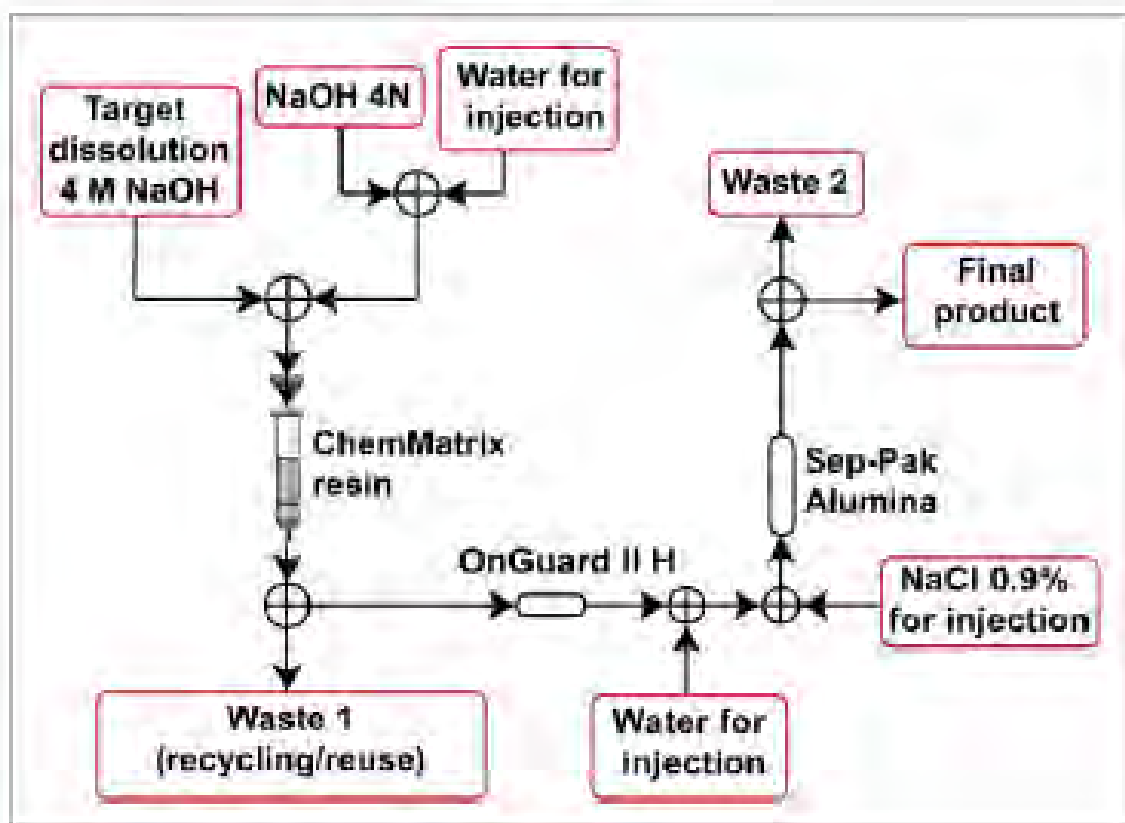 Target
dissolution
4 M NaOH
NaOH 4N
Water for
injection
Waste 2
Final
product
ChemMatrix
resin
Sep-Pak
Alumina
OnGuard II H
NaCl 0.9%
for injection
Waste 1
(recycling/reuse)
Water for
injection